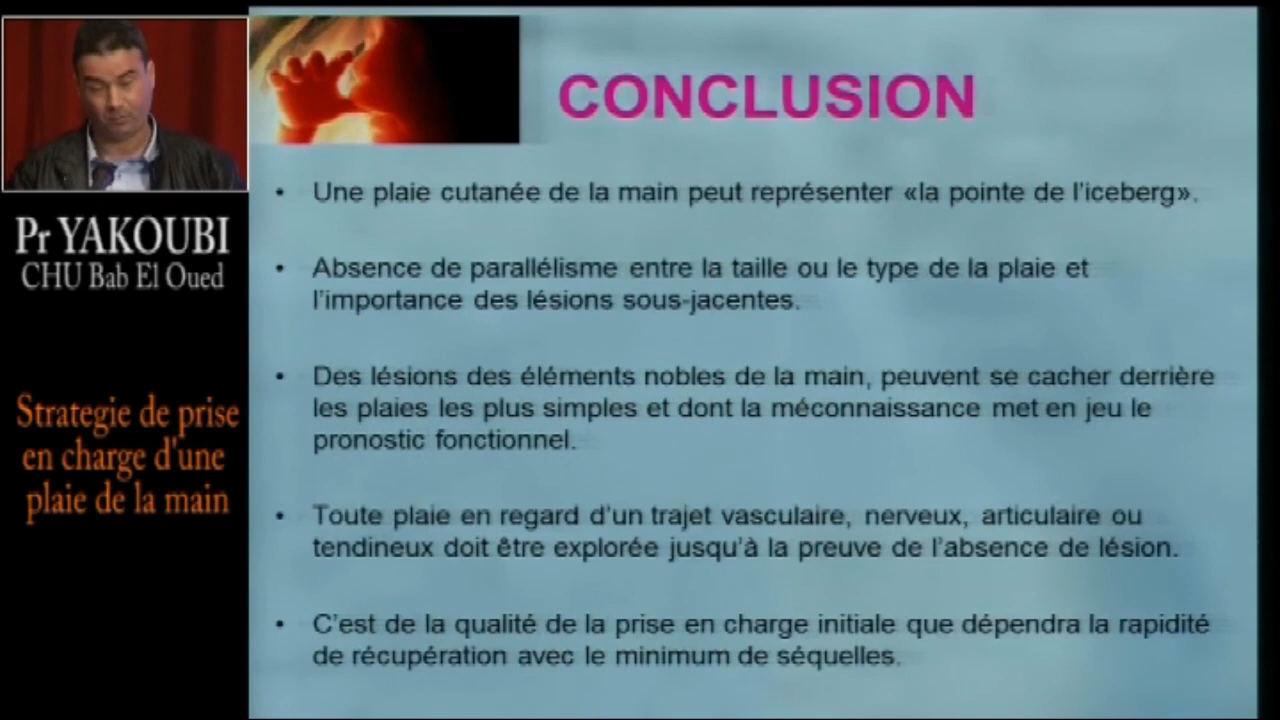 Pr YAKOUBI
CHU Bab El Oued
Strategie de prise
en charge d'une
plaie de la main
CONCLUSION
• Une plaie cutanée de la main peut représenter «la pointe de l'iceberg».
• Absence de parallélisme entre la taille ou le type de la plaie et
l'importance des lésions sous-jacentes.
• Des lésions des éléments nobles de la main, peuvent se cacher derrière
les plaies les plus simples et dont la méconnaissance met en jeu le
pronostic fonctionnel.
• Toute plaie en regard d'un trajet vasculaire, nerveux, articulaire ou
tendineux doit être explorée jusqu'à la preuve de l'absence de lésion.
• C'est de la qualité de la prise en charge initiale que dépendra la rapidité
de récupération avec le minimum de séquelles.